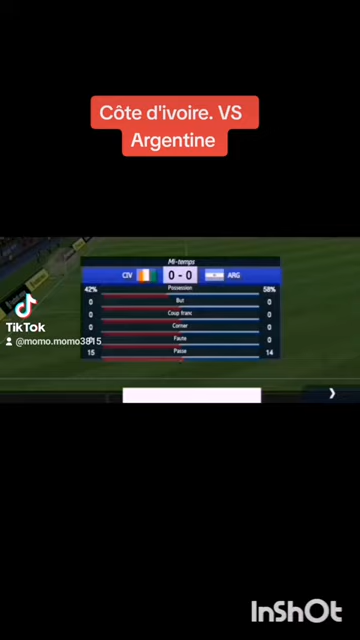 Côte d'ivoire. VS
Argentine
Mi-temps
CIV 0 - 0 ARG
42% Possession 58%
0 But 0
0 Coup franc 0
0 Corner 0
0 Faute 0
15 Passe 14
TikTok
@momo.momo3815
InShOt